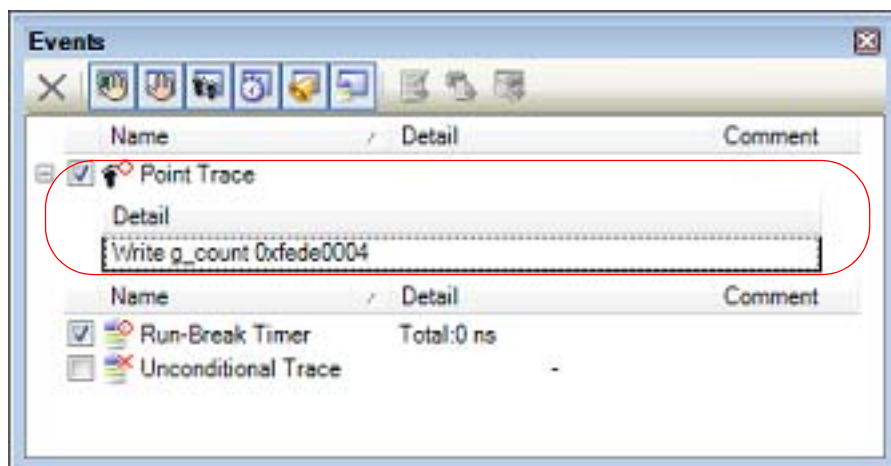 Events
Name Detail Comment
Point Trace
Detail
Write g_count 0xfede0004
Name Detail Comment
Run-Break Timer Total:0 ns
Unconditional Trace -